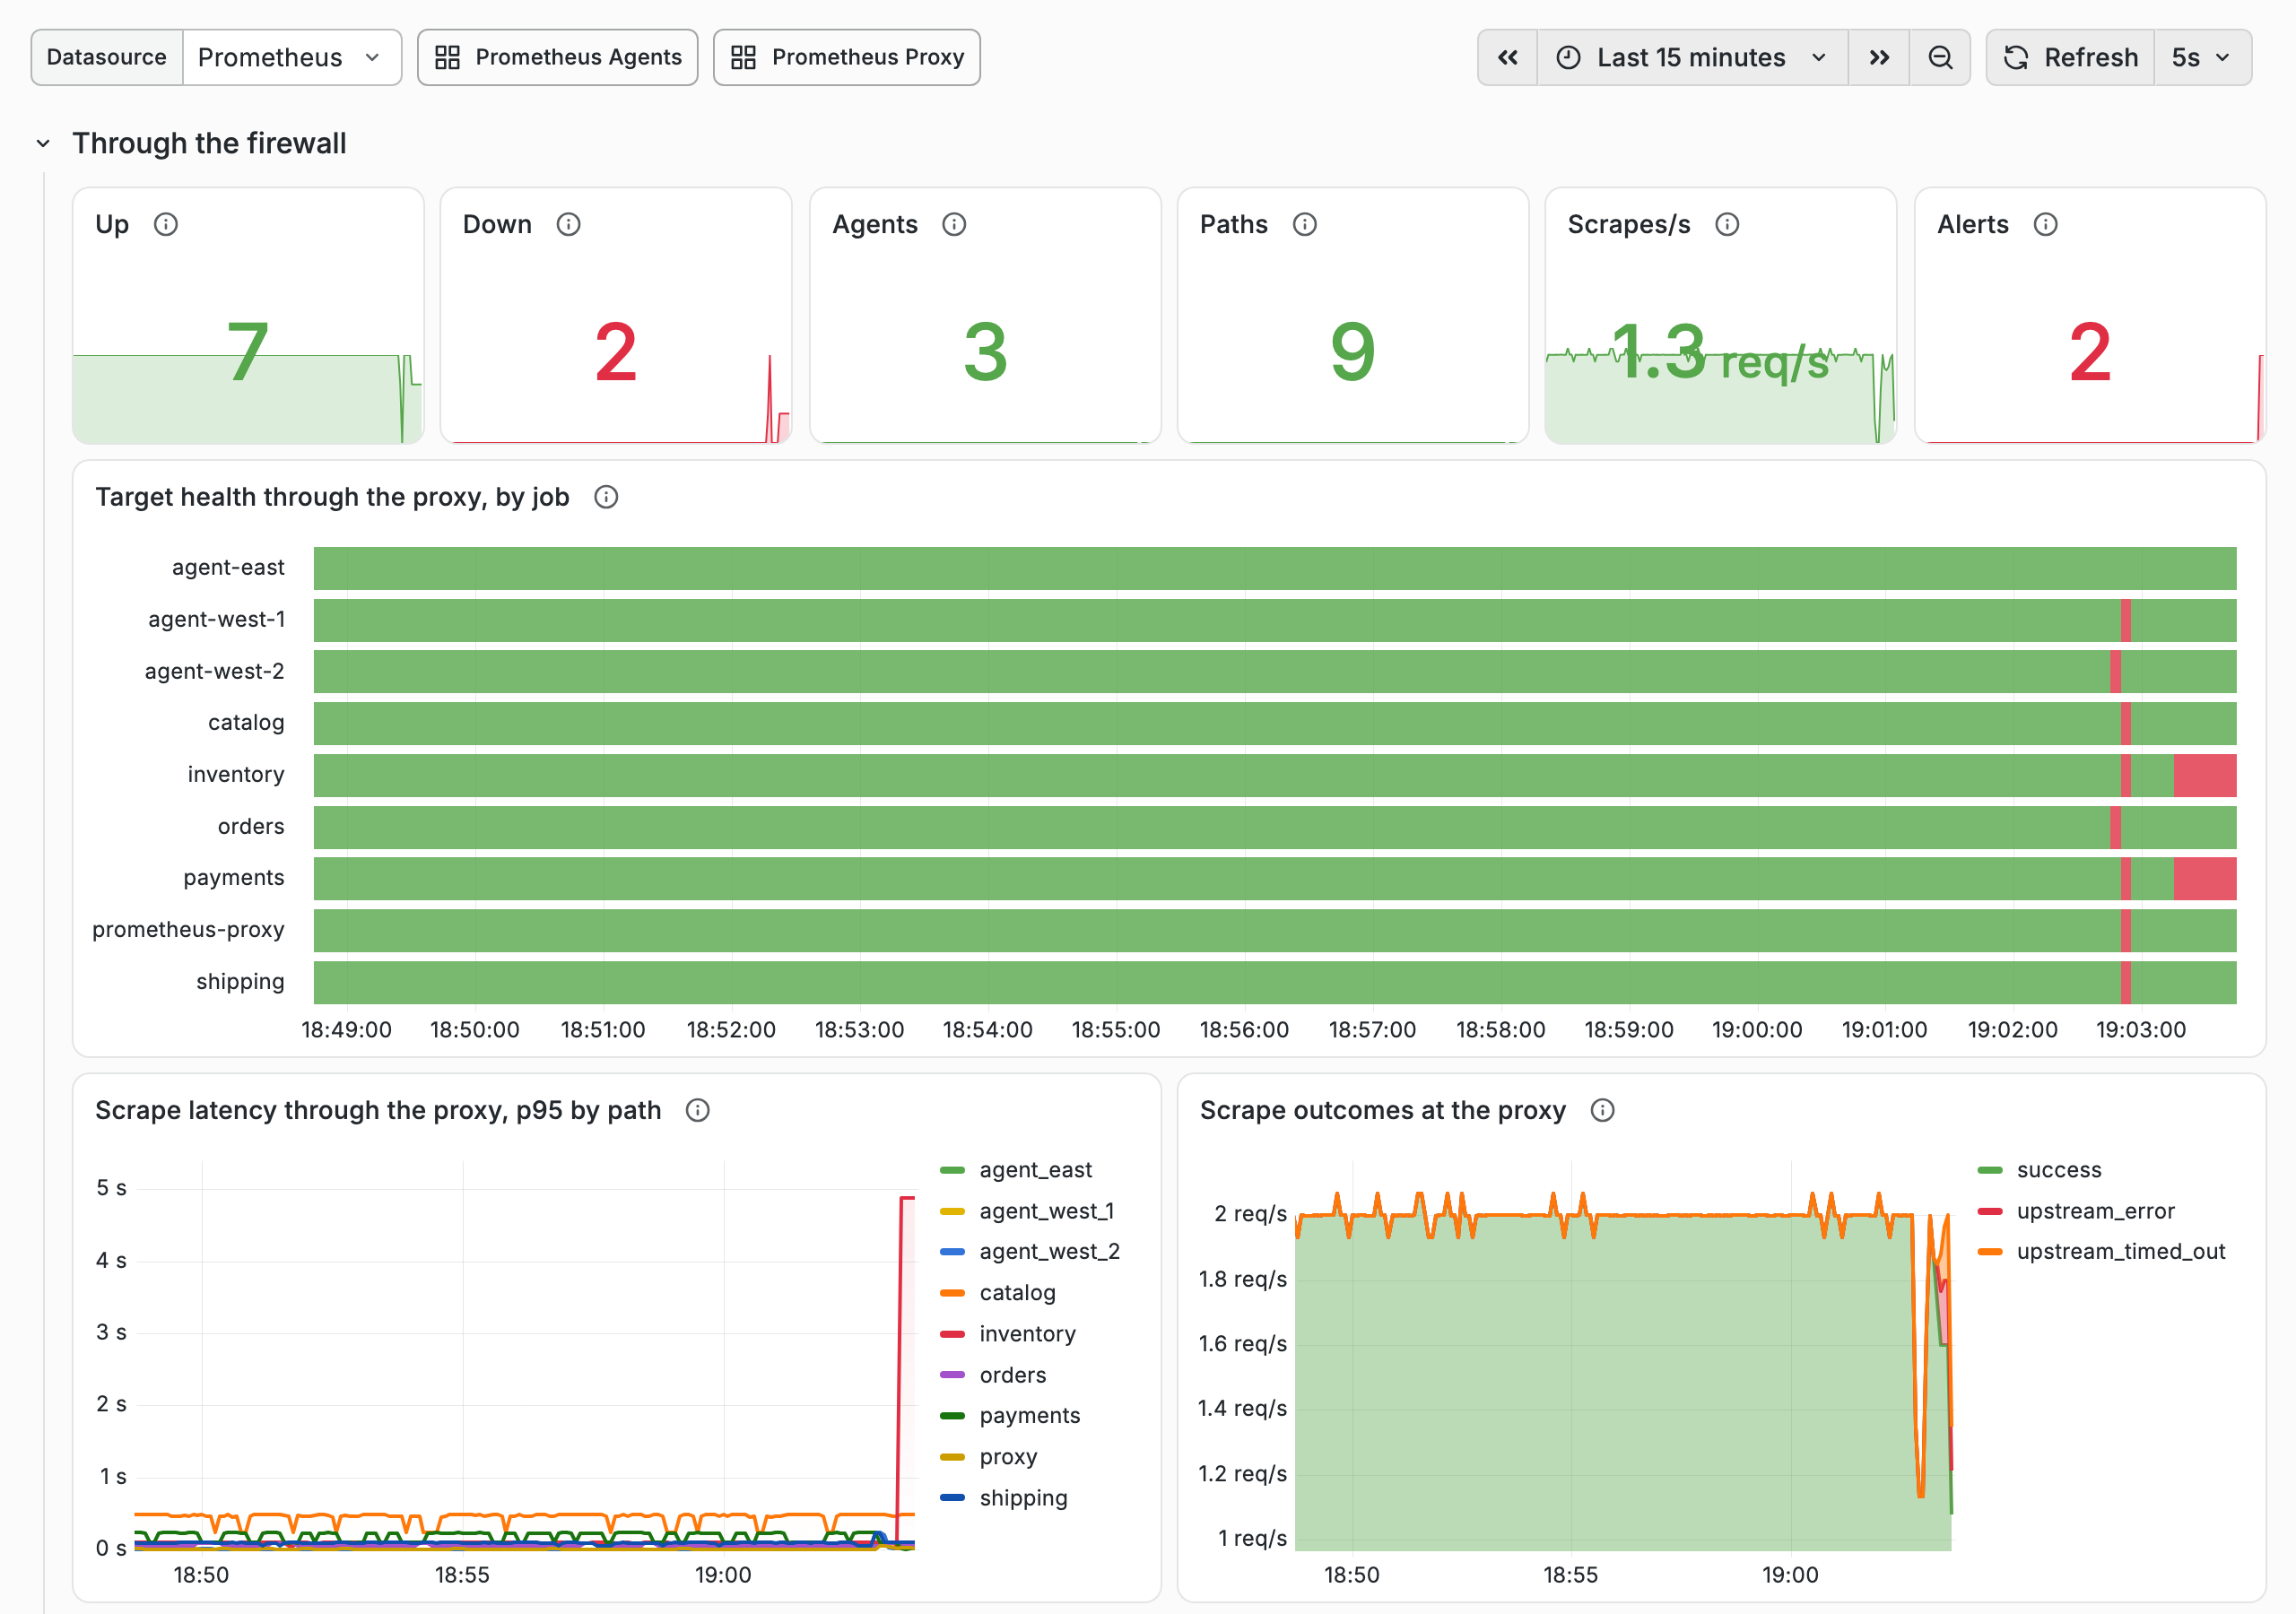 Datasource Prometheus Prometheus Agents Prometheus Proxy Last 15 minutes Refresh 5s
Through the firewall
Up Down Agents Paths Scrapes/s Alerts
7 2 3 9 1.3 req/s 2
Target health through the proxy, by job
agent-east
agent-west-1
agent-west-2
catalog
inventory
orders
payments
prometheus-proxy
shipping
18:49:00 18:50:00 18:51:00 18:52:00 18:53:00 18:54:00 18:55:00 18:56:00 18:57:00 18:58:00 18:59:00 19:00:00 19:01:00 19:02:00 19:03:00
Scrape latency through the proxy, p95 by path
5 s
4 s
3 s
2 s
1 s
0 s
18:50 18:55 19:00
agent_east
agent_west_1
agent_west_2
catalog
inventory
orders
payments
proxy
shipping
Scrape outcomes at the proxy
2 req/s
1.8 req/s
1.6 req/s
1.4 req/s
1.2 req/s
1 req/s
18:50 18:55 19:00
success
upstream_error
upstream_timed_out